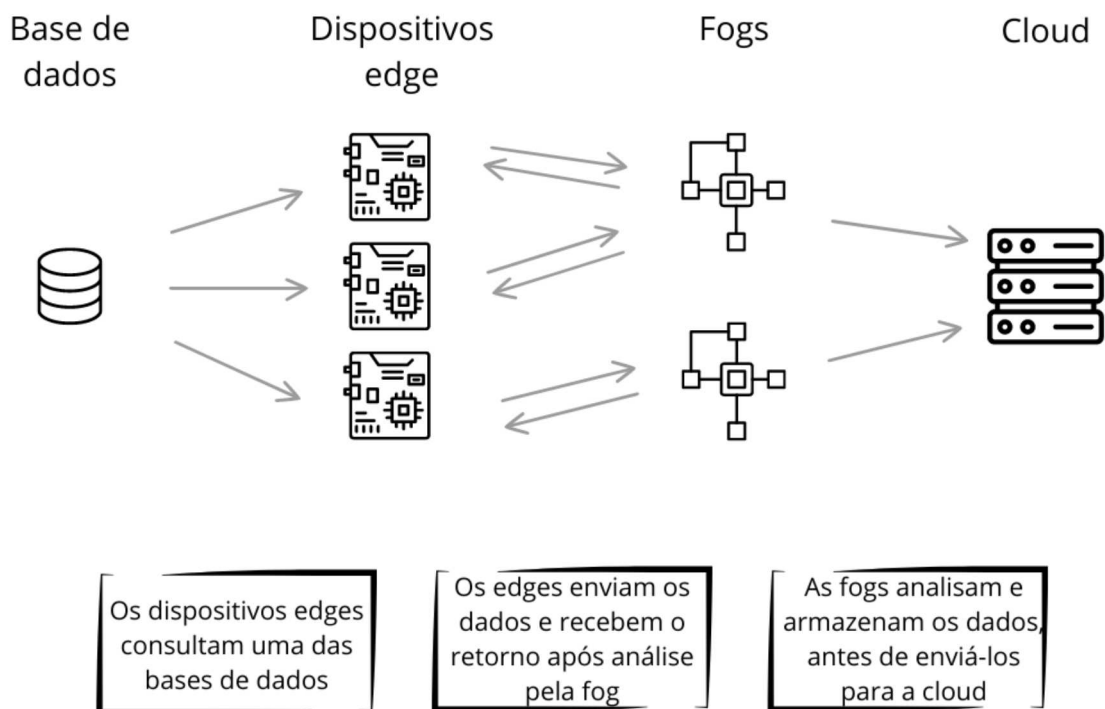 Base de
dados
Dispositivos
edge
Fogs
Cloud
Os dispositivos edges
consultam uma das
bases de dados
Os edges enviam os
dados e recebem o
retorno após análise
pela fog
As fogs analisam e
armazenam os dados,
antes de enviá-los
para a cloud